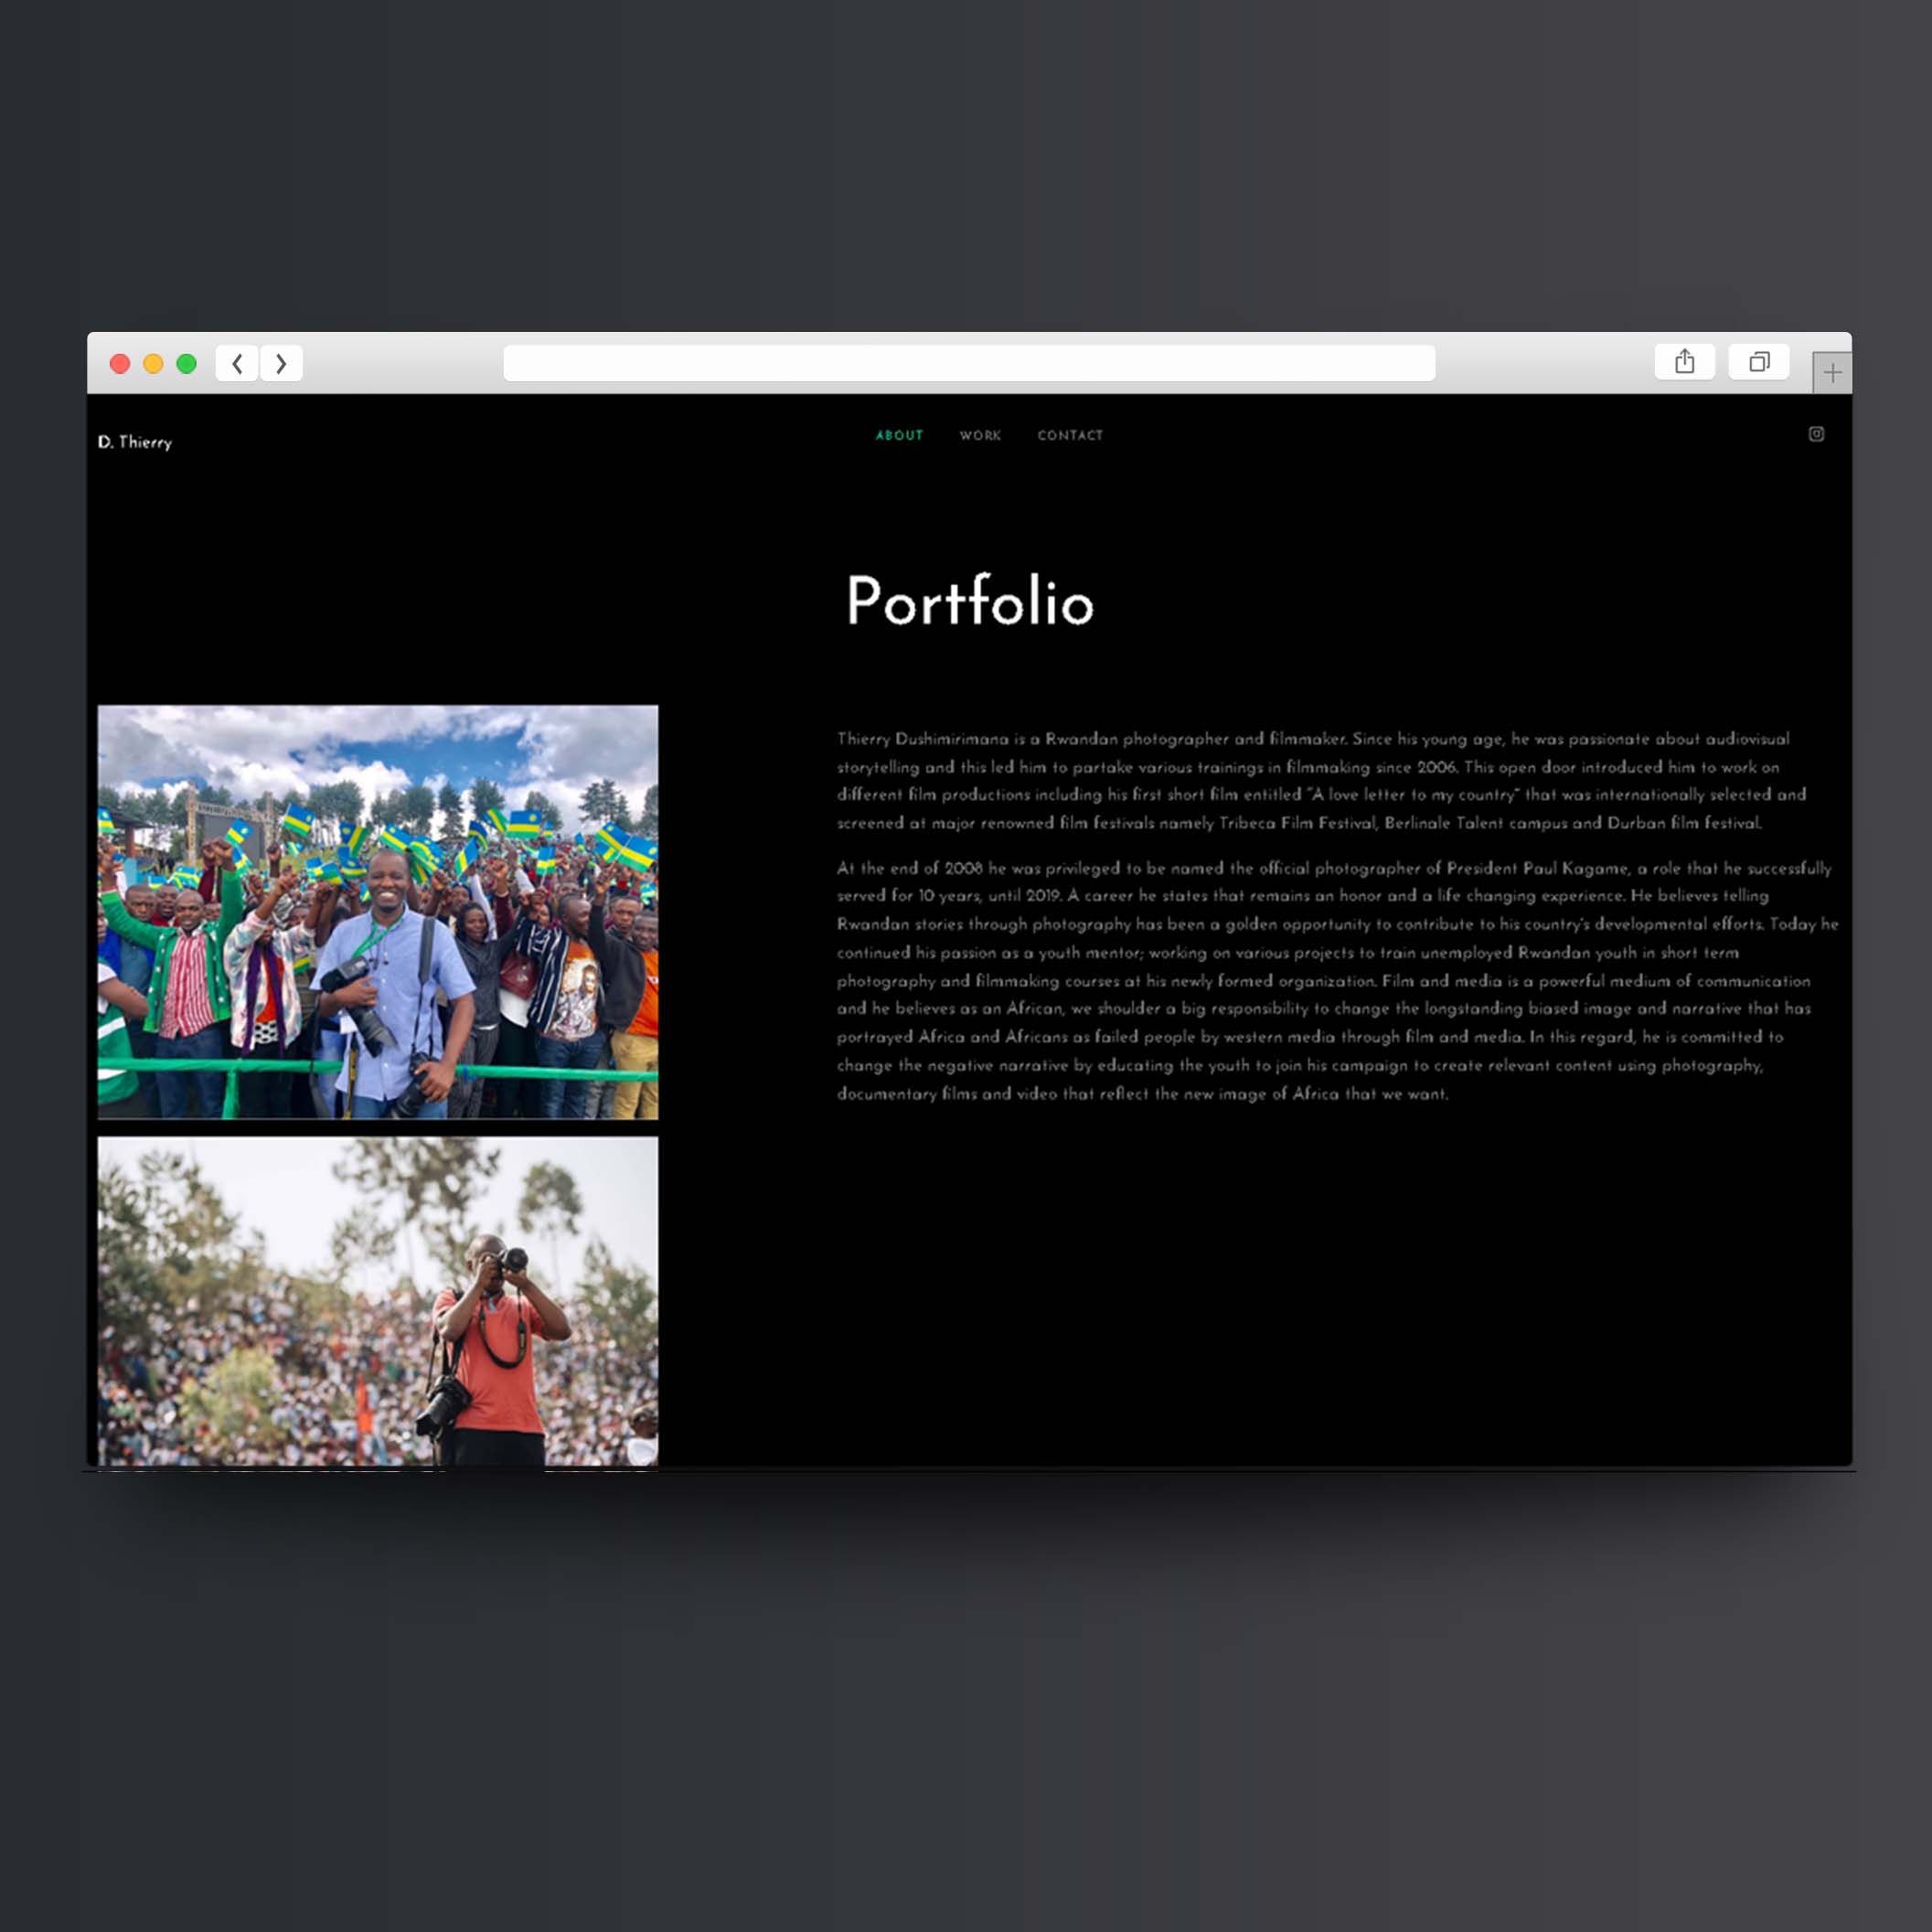 D. Thierry
ABOUT WORK CONTACT
Portfolio
Thierry Dushimirimana is a Rwandan photographer and filmmaker. Since his young age, he was passionate about audiovisual
storytelling and this led him to partake various trainings in filmmaking since 2006. This open door introduced him to work on
different film productions including his first short film entitled “A love letter to my country” that was internationally selected and
screened at major renowned film festivals namely Tribeca Film Festival, Berlinale Talent campus and Durban film festival.
At the end of 2008 he was privileged to be named the official photographer of President Paul Kagame, a role that he successfully
served for 10 years, until 2019. A career he states that remains an honor and a life changing experience. He believes telling
Rwandan stories through photography has been a golden opportunity to contribute to his country’s developmental efforts. Today he
continued his passion as a youth mentor; working on various projects to train unemployed Rwandan youth in short term
photography and filmmaking courses at his newly formed organization. Film and media is a powerful medium of communication
and he believes as an African, we shoulder a big responsibility to change the longstanding biased image and narrative that has
portrayed Africa and Africans as failed people by western media through film and media. In this regard, he is committed to
change the negative narrative by educating the youth to join his campaign to create relevant content using photography,
documentary films and video that reflect the new image of Africa that we want.